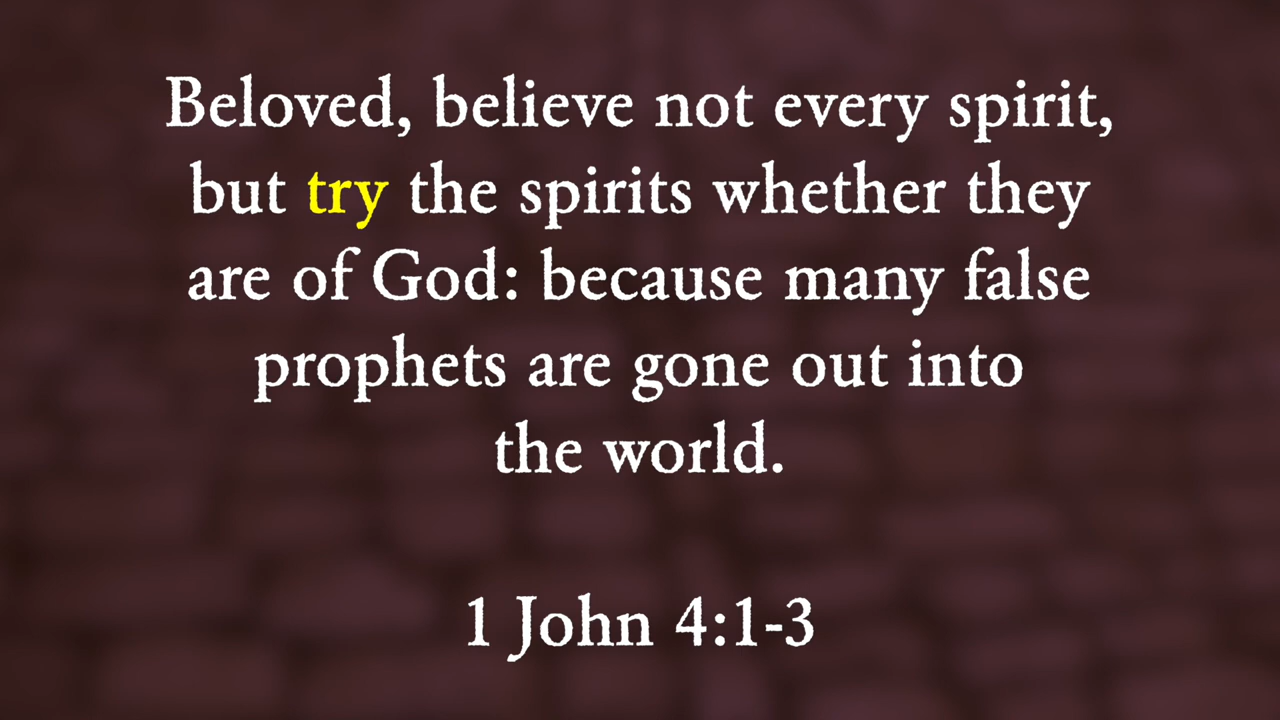 Beloved, believe not every spirit,
but try the spirits whether they
are of God: because many false
prophets are gone out into
the world.
1 John 4:1-3